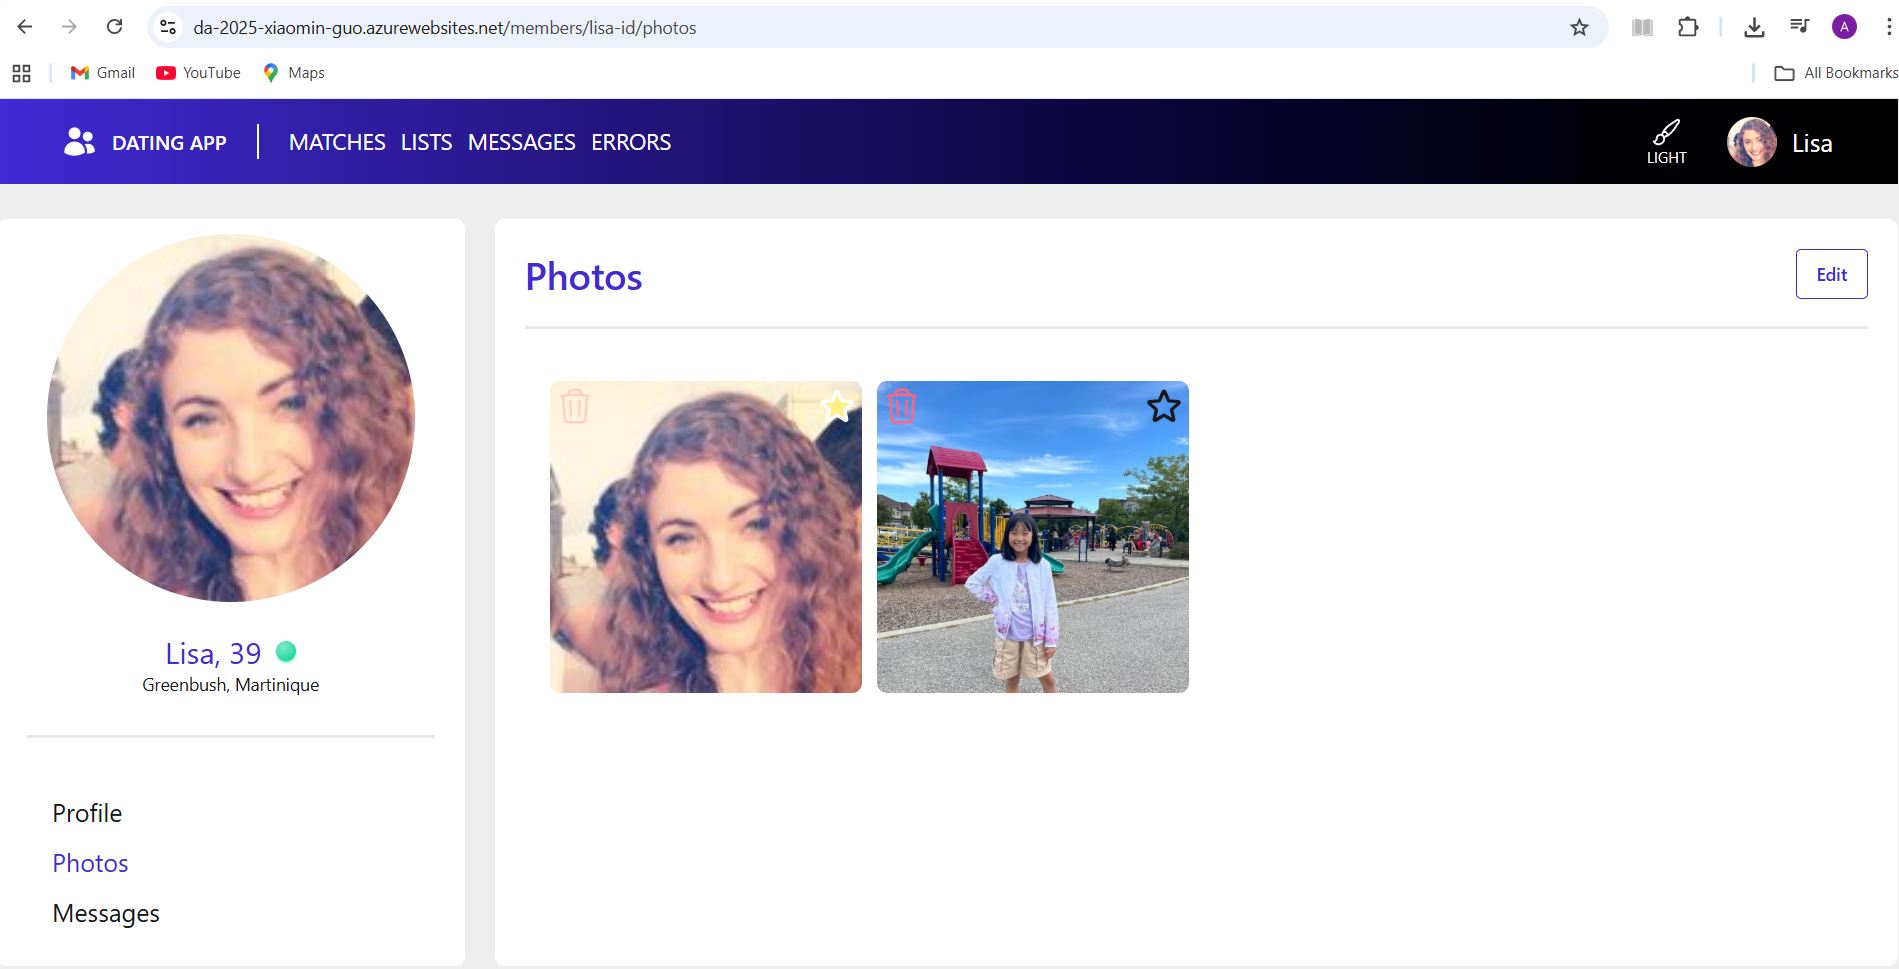 da-2025-xiaomin-guo.azurewebsites.net/members/lisa-id/photos
A
Gmail YouTube Maps All Bookmarks
DATING APP MATCHES LISTS MESSAGES ERRORS LIGHT Lisa
Photos Edit
Lisa, 39
Greenbush, Martinique
Profile
Photos
Messages